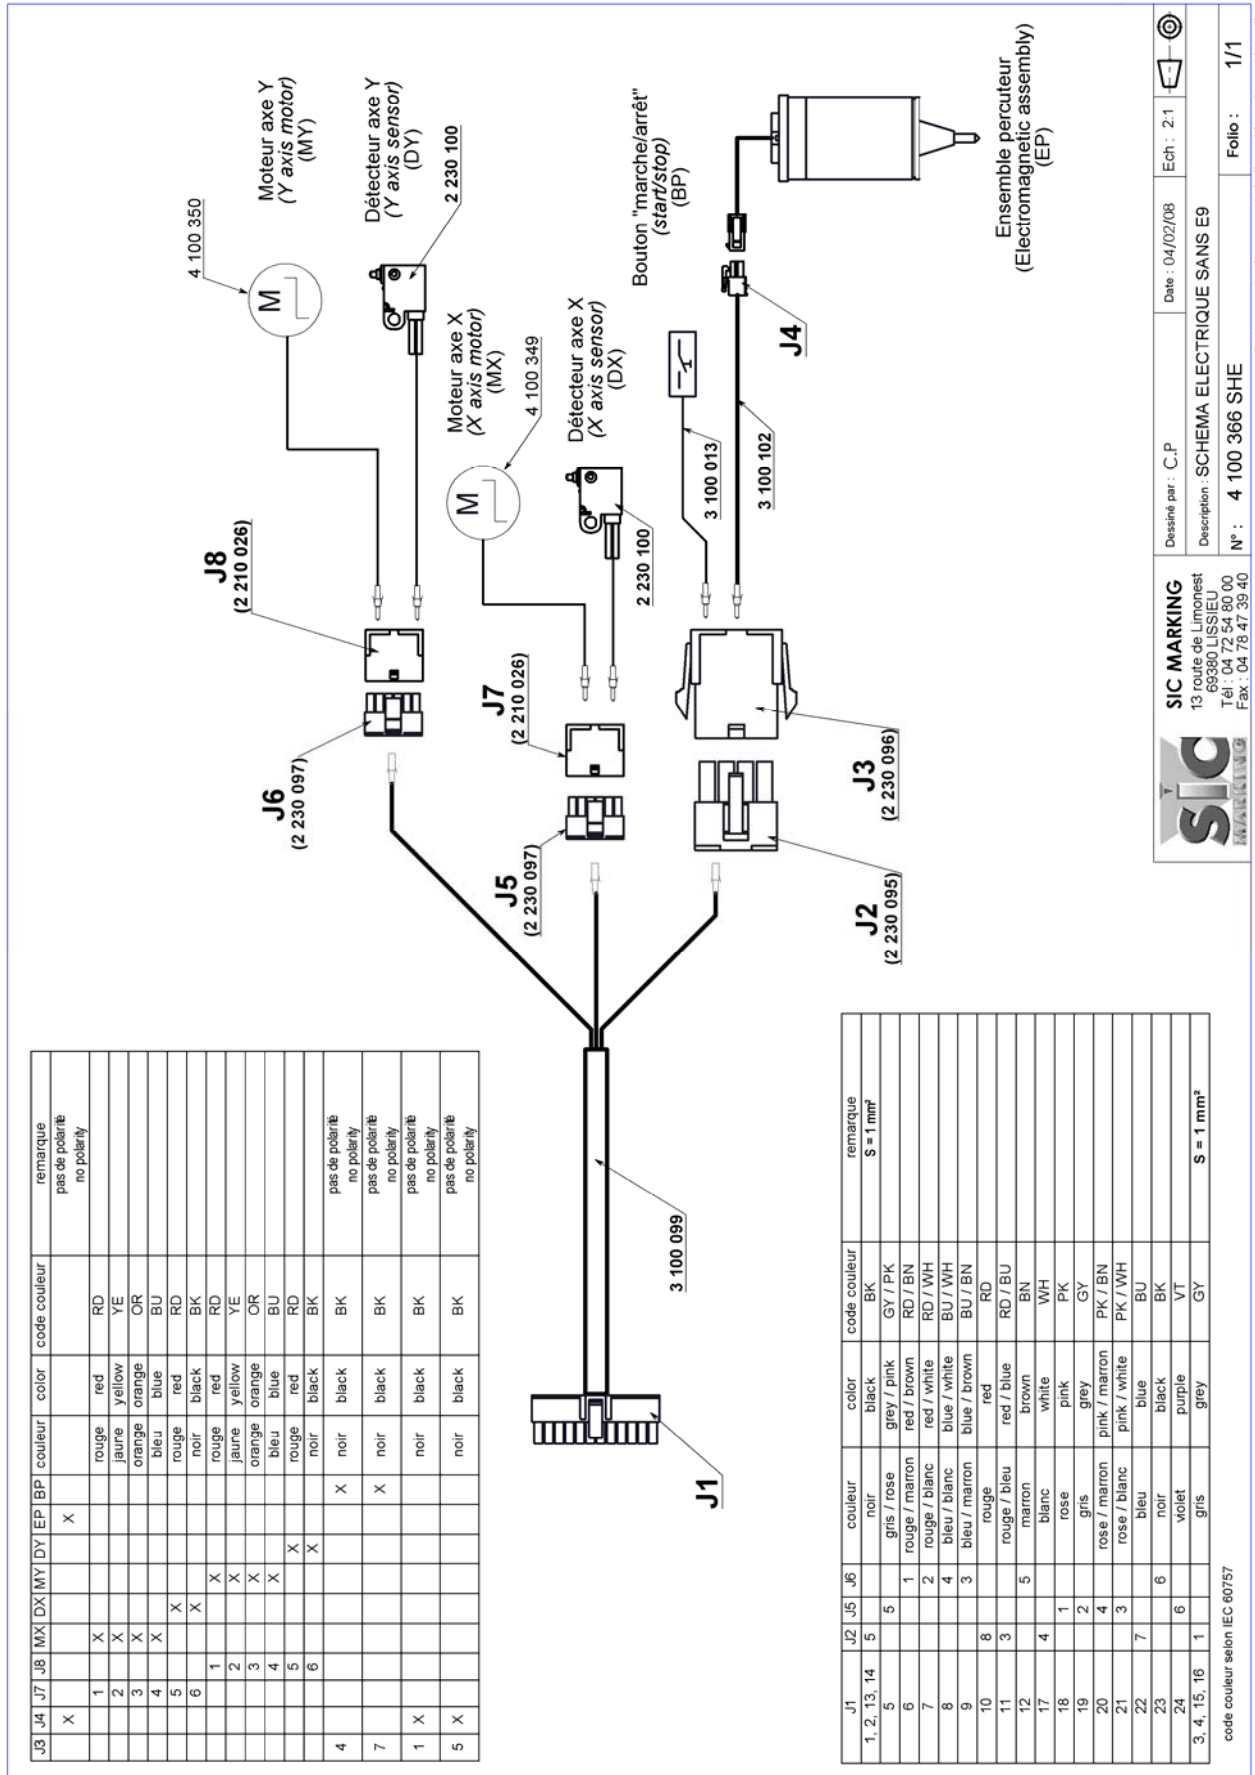 J3 J4 J7 J8 MX DX MY DY EP BP couleur color code couleur remarque
X X pas de polarité
no polarity
1 X rouge red RD
2 X jaune yellow YE
3 X orange orange OR
4 X bleu blue BU
5 X rouge red RD
6 X noir black BK
1 X rouge red RD
2 X jaune yellow YE
3 X orange orange OR
4 X bleu blue BU
5 X rouge red RD
6 X noir black BK
4 X noir black BK pas de polarité
no polarity
7 X noir black BK pas de polarité
no polarity
1 X noir black BK pas de polarité
no polarity
5 X noir black BK pas de polarité
no polarity
4 100 350
Moteur axe Y
(Y axis motor)
(MY)
M
Détecteur axe Y
(Y axis sensor)
(DY)
2 230 100
J8
(2 210 026)
J6
(2 230 097)
Moteur axe X
(X axis motor)
(MX)
4 100 349
M
Détecteur axe X
(X axis sensor)
(DX)
2 230 100
J7
(2 210 026)
J5
(2 230 097)
Bouton "marche/arrêt"
(start/stop)
(BP)
3 100 013
3 100 102
J4
Ensemble percuteur
(Electromagnetic assembly)
(EP)
J3
(2 230 096)
J2
(2 230 095)
3 100 099
J1
J1 J2 J5 J6 couleur color code couleur remarque
1, 2, 13, 14 5 noir black BK S = 1 mm²
5 5 gris / rose grey / pink GY / PK
6 1 rouge / marron red / brown RD / BN
7 2 rouge / blanc red / white RD / WH
8 4 bleu / blanc blue / white BU / WH
9 3 bleu / marron blue / brown BU / BN
10 8 rouge red RD
11 3 rouge / bleu red / blue RD / BU
12 5 marron brown BN
17 4 blanc white WH
18 1 rose pink PK
19 2 gris grey GY
20 4 rose / marron pink / marron PK / BN
21 3 rose / blanc pink / white PK / WH
22 7 bleu blue BU
23 6 noir black BK
24 6 violet purple VT
3, 4, 15, 16 1 gris grey GY S = 1 mm²
code couleur selon IEC 60757
SIC
MARKING
SIC MARKING
13 route de Limonest
69380 LISSIEU
Tél : 04 72 54 80 00
Fax : 04 78 47 39 40
Dessiné par : C.P
Date : 04/02/08
Ech : 2:1
Description : SCHEMA ELECTRIQUE SANS E9
N° : 4 100 366 SHE
Folio : 1/1